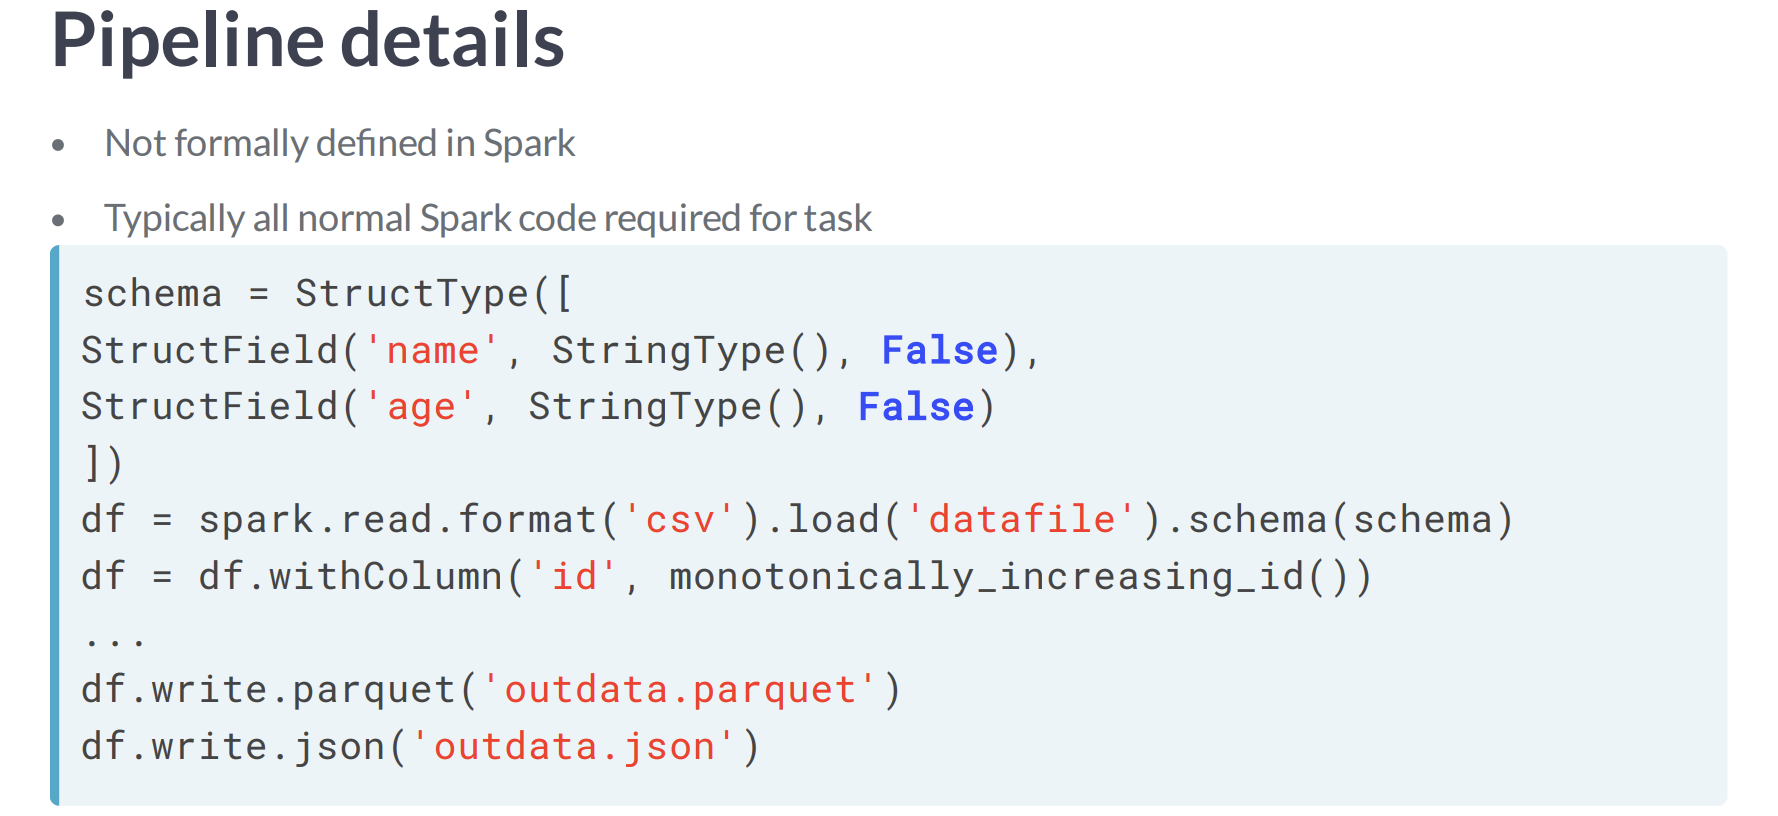 Pipeline details
• Not formally defined in Spark
• Typically all normal Spark code required for task
schema = StructType([
StructField('name', StringType(), False),
StructField('age', StringType(), False)
])
df = spark.read.format('csv').load('datafile').schema(schema)
df = df.withColumn('id', monotonically_increasing_id())
...
df.write.parquet('outdata.parquet')
df.write.json('outdata.json')